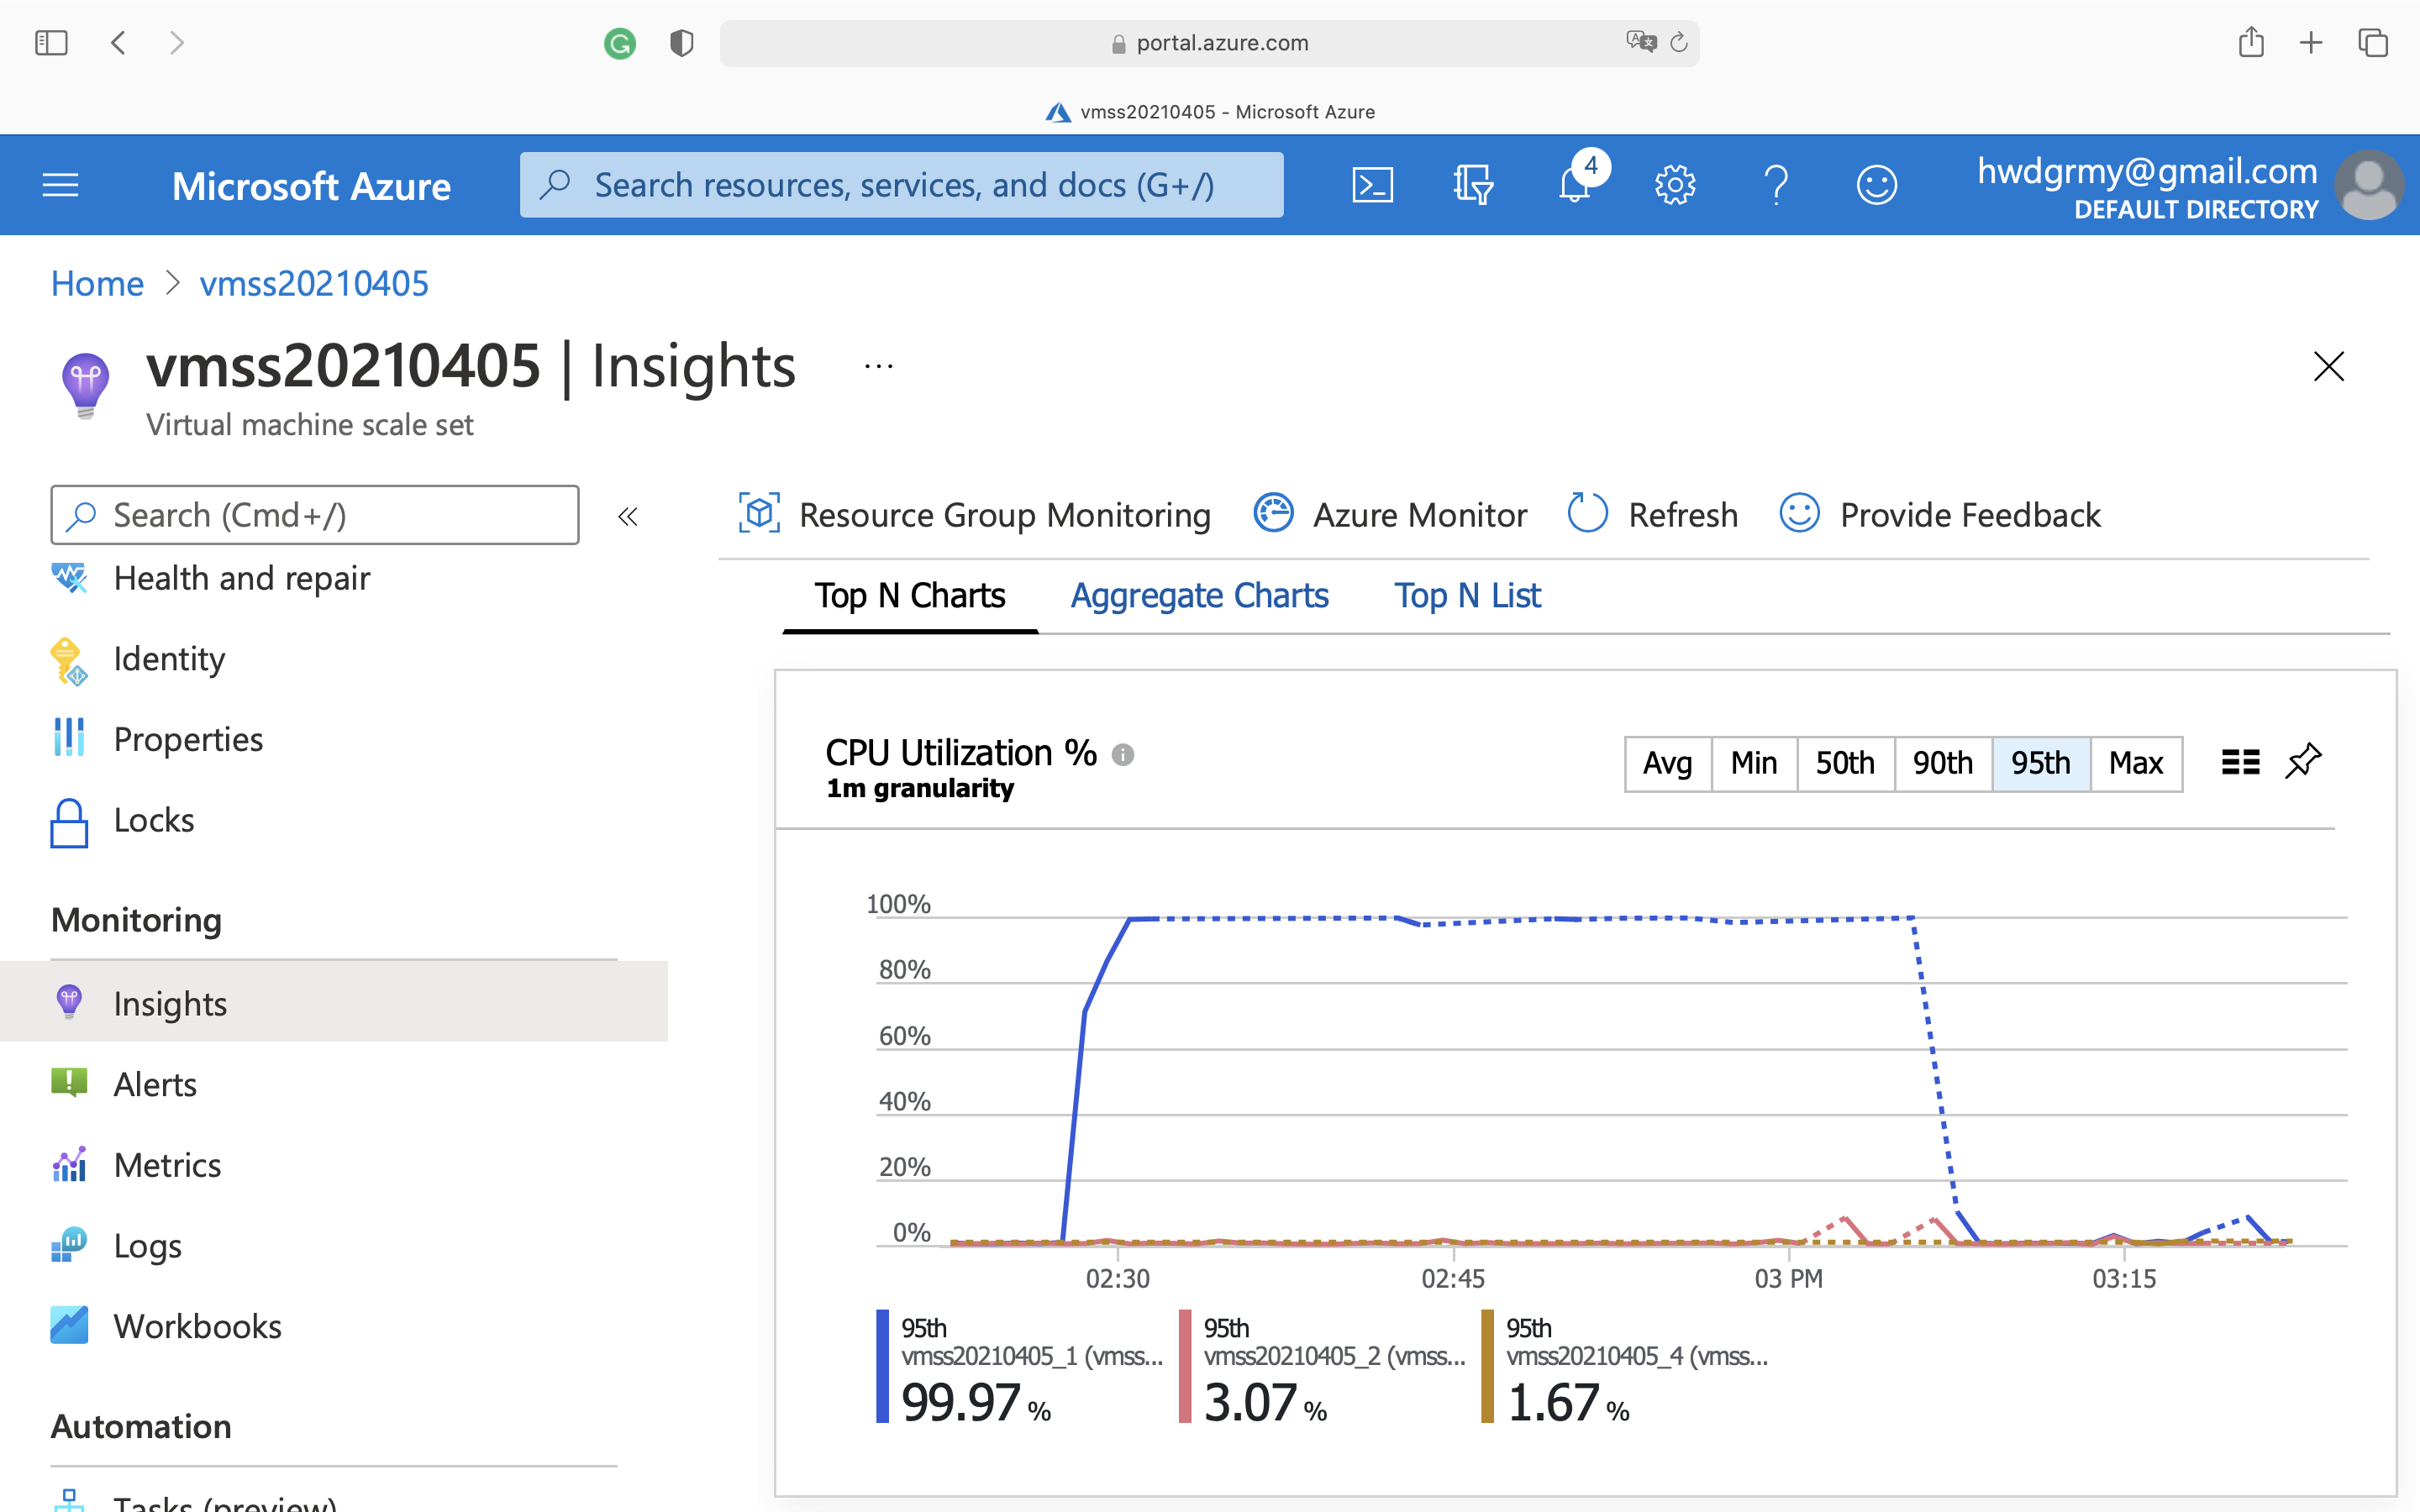 portal.azure.com
vmss20210405 - Microsoft Azure
Microsoft Azure
Search resources, services, and docs (G+/)
4
hwdgrmy@gmail.com
DEFAULT DIRECTORY
Home > vmss20210405
vmss20210405 | Insights ...
Virtual machine scale set
Search (Cmd+/)
Health and repair
Identity
Properties
Locks
Monitoring
Insights
Alerts
Metrics
Logs
Workbooks
Automation
Tasks (preview)
Resource Group Monitoring
Azure Monitor
Refresh
Provide Feedback
Top N Charts
Aggregate Charts
Top N List
CPU Utilization %
1m granularity
Avg
Min
50th
90th
95th
Max
100%
80%
60%
40%
20%
0%
02:30
02:45
03 PM
03:15
95th
vmss20210405_1 (vmss...
99.97 %
95th
vmss20210405_2 (vmss...
3.07 %
95th
vmss20210405_4 (vmss...
1.67 %